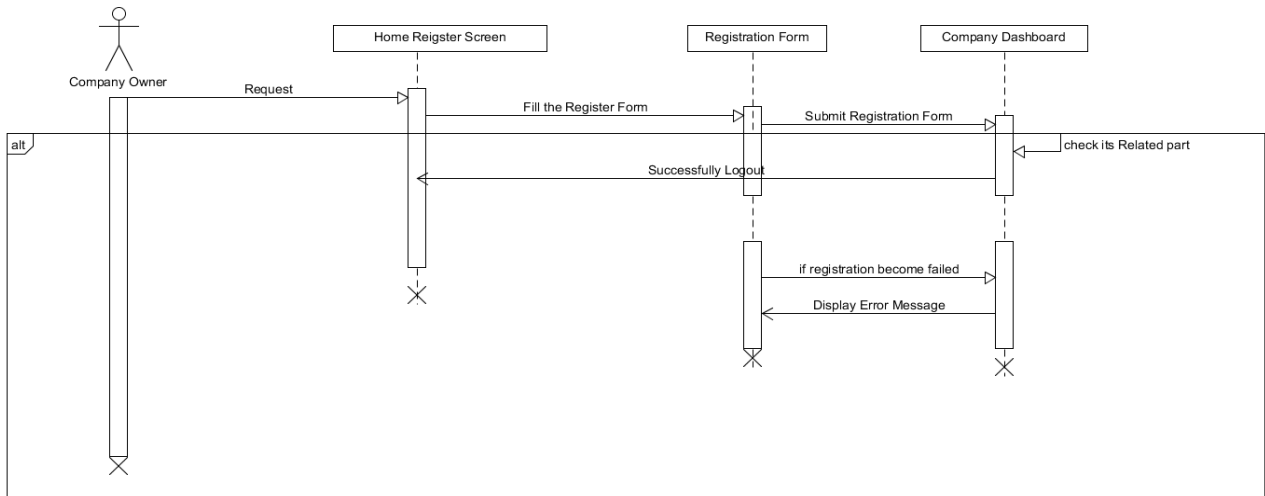 Home Reigster Screen
Registration Form
Company Dashboard
Company Owner
Request
Fill the Register Form
Submit Registration Form
alt
check its Related part
Successfully Logout
if registration become failed
Display Error Message